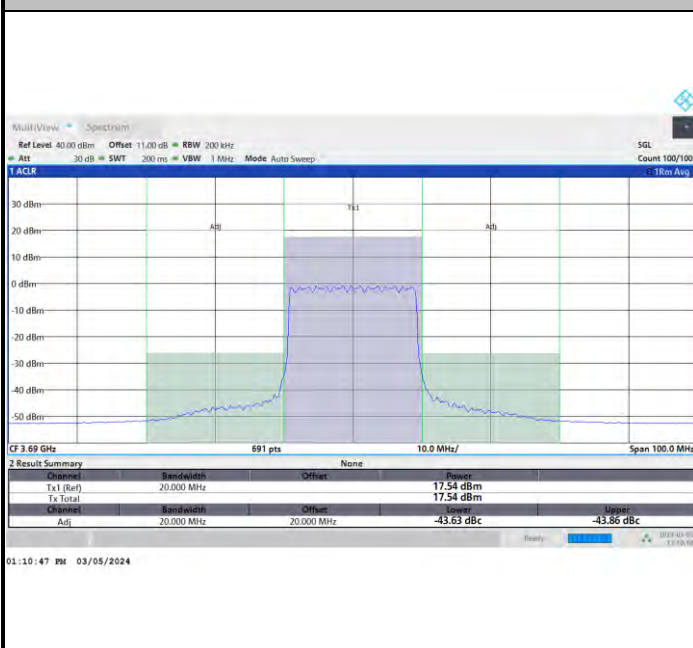 MultiView Spectrum
Ref Level 40.00 dBm Offset 11.00 dB RBW 200 kHz SGL
Att 30 dB SWT 200 ms VBW 1 MHz Mode Auto Sweep Count 100/100
1 ACLR 1Rm Avg
Tx1
Adj Adj
30 dBm
20 dBm
10 dBm
0 dBm
-10 dBm
-20 dBm
-30 dBm
-40 dBm
-50 dBm
CF 3.69 GHz 691 pts 10.0 MHz/ Span 100.0 MHz
2 Result Summary None
Channel Bandwidth Offset Power
Tx1 (Ref) 20.000 MHz 17.54 dBm
Tx Total 17.54 dBm
Channel Bandwidth Offset Lower Upper
Adj 20.000 MHz 20.000 MHz -43.63 dBc -43.86 dBc
Ready
01:10:47 PM 03/05/2024